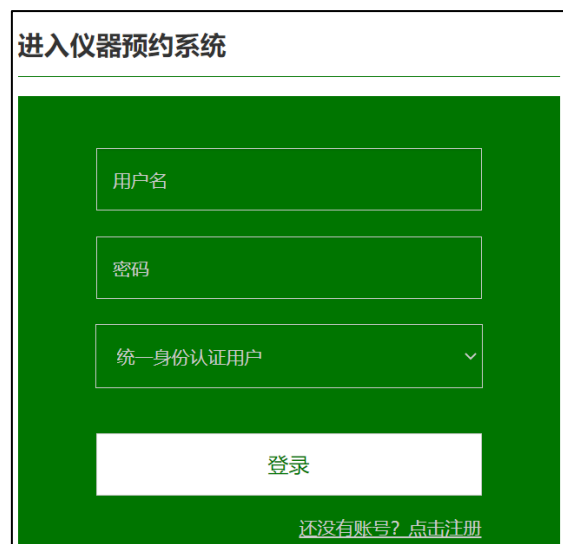 进入仪器预约系统
用户名
密码
统一身份认证用户
登录
还没有账号？点击注册